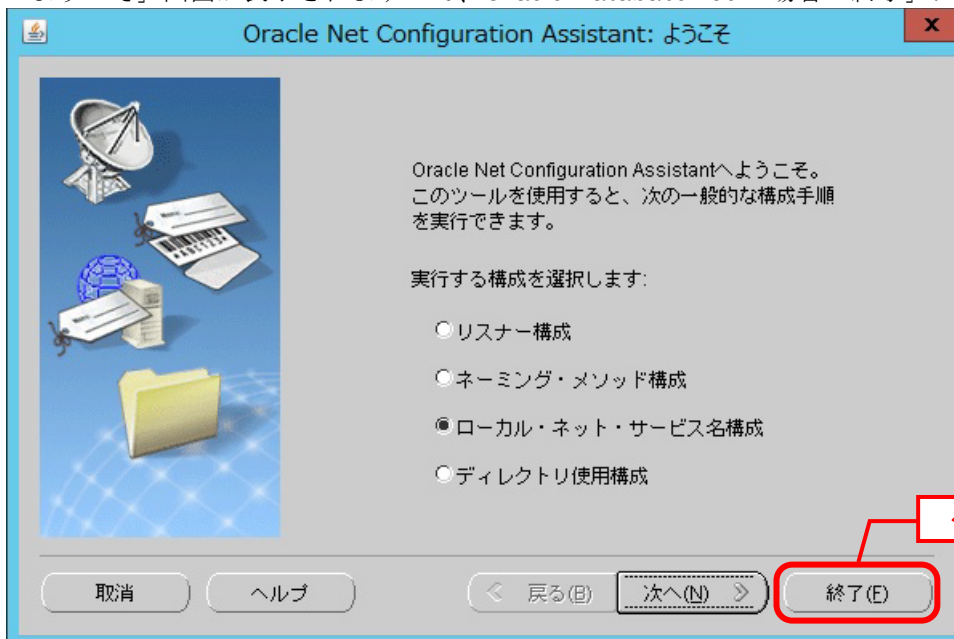 Oracle Net Configuration Assistant: ようこそ
Oracle Net Configuration Assistantへようこそ。
このツールを使用すると、次の一般的な構成手順
を実行できます。
実行する構成を選択します:
リスナー構成
ネーミング・メソッド構成
ローカル・ネット・サービス名構成
ディレクトリ使用構成
取消
ヘルプ
戻る(B)
次へ(N)
終了(F)